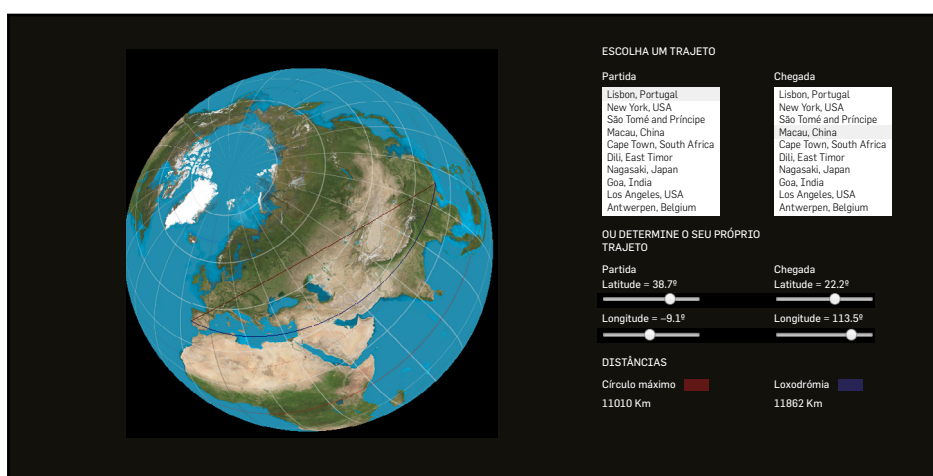 ESCOLHA UM TRAJETO
Partida
Lisbon, Portugal
New York, USA
São Tomé and Príncipe
Macau, China
Cape Town, South Africa
Dili, East Timor
Nagasaki, Japan
Goa, India
Los Angeles, USA
Antwerpen, Belgium
Chegada
Lisbon, Portugal
New York, USA
São Tomé and Príncipe
Macau, China
Cape Town, South Africa
Dili, East Timor
Nagasaki, Japan
Goa, India
Los Angeles, USA
Antwerpen, Belgium
OU DETERMINE O SEU PRÓPRIO
TRAJETO
Partida
Latitude = 38.7º
Longitude = –9.1º
Chegada
Latitude = 22.2º
Longitude = 113.5º
DISTÂNCIAS
Círculo máximo
11010 Km
Loxodrómia
11862 Km